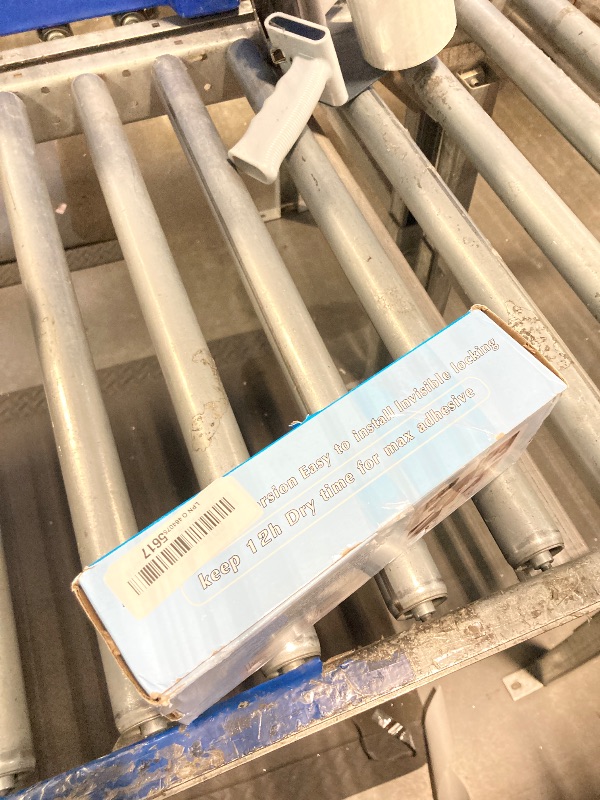 rsion Easy to install Invisible locking
keep 12h Dry time for max adhesive
5617